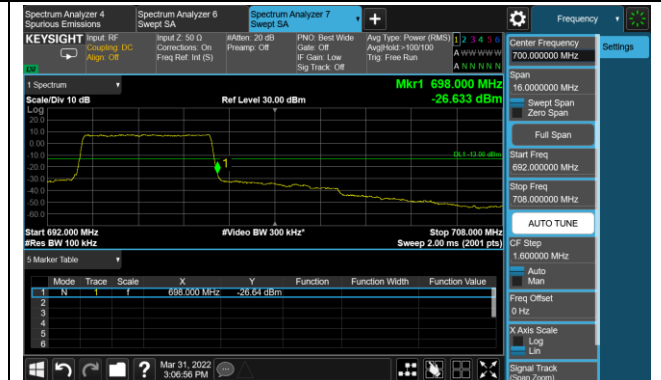 Spectrum Analyzer 4 Spectrum Analyzer 6 Spectrum Analyzer 7 + Frequency
Spurious Emissions Swept SA Swept SA
KEYSIGHT Input: RF Input Z: 50 Ω #Atten: 20 dB PNO: Best Wide Avg Type: Power (RMS) 1 2 3 4 5 6
Coupling: DC Corrections: On Preamp: Off Gate: Off Avg|Hold:>100/100 A W W W W W
Align: Off Freq Ref: Int (S) IF Gain: Low Trig: Free Run
Sig Track: Off A N N N N N
1 Spectrum Mkr1 698.000 MHz
Scale/Div 10 dB Ref Level 30.00 dBm -26.633 dBm
Log
20.0
10.0
0.00
-10.0 DL1 -13.00 dBm
-20.0 1
-30.0
-40.0
-50.0
-60.0
Start 692.000 MHz #Video BW 300 kHz* Stop 708.000 MHz
#Res BW 100 kHz Sweep 2.00 ms (2001 pts)
5 Marker Table
Mode Trace Scale X Y Function Function Width Function Value
1 N 1 f 698.000 MHz -26.64 dBm
2
3
4
5
6
Mar 31, 2022
3:06:56 PM
Center Frequency Settings
700.000000 MHz
Span
16.0000000 MHz
Swept Span
Zero Span
Full Span
Start Freq
692.000000 MHz
Stop Freq
708.000000 MHz
AUTO TUNE
CF Step
1.600000 MHz
Auto
Man
Freq Offset
0 Hz
X Axis Scale
Log
Lin
Signal Track
(Span Zoom)